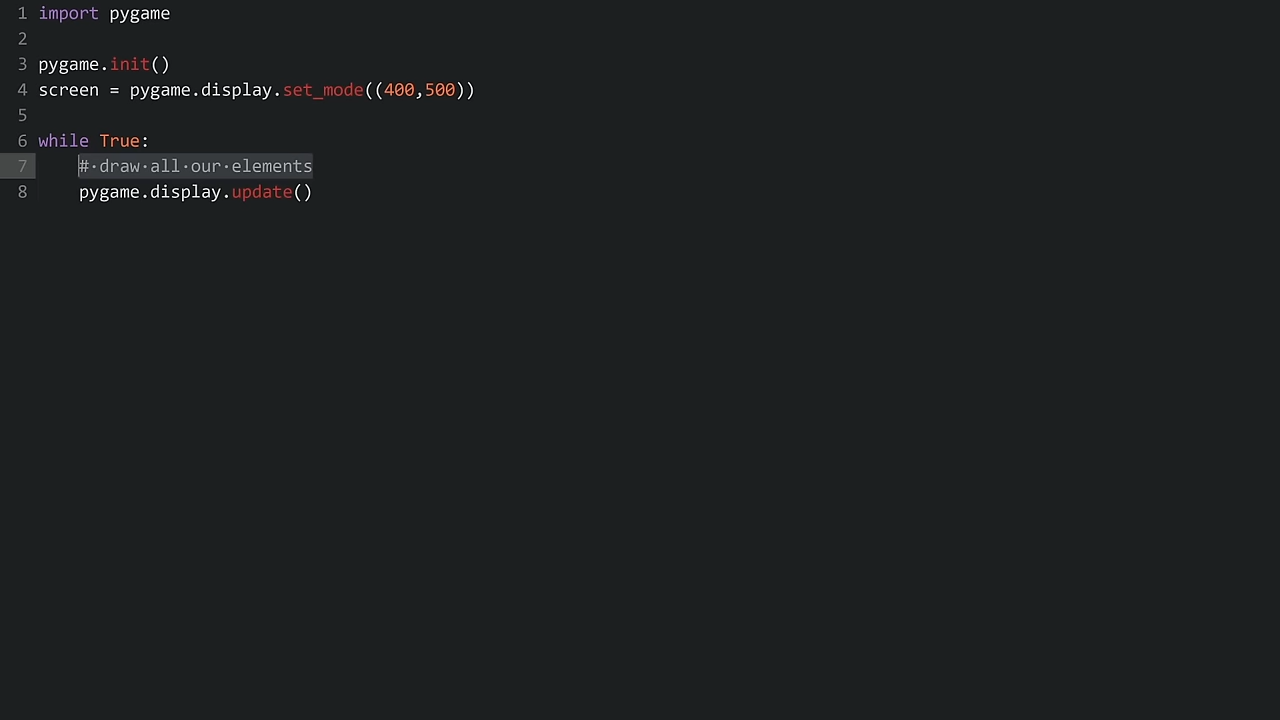 1 import pygame
2
3 pygame.init()
4 screen = pygame.display.set_mode((400,500))
5
6 while True:
7     #·draw·all·our·elements
8     pygame.display.update()